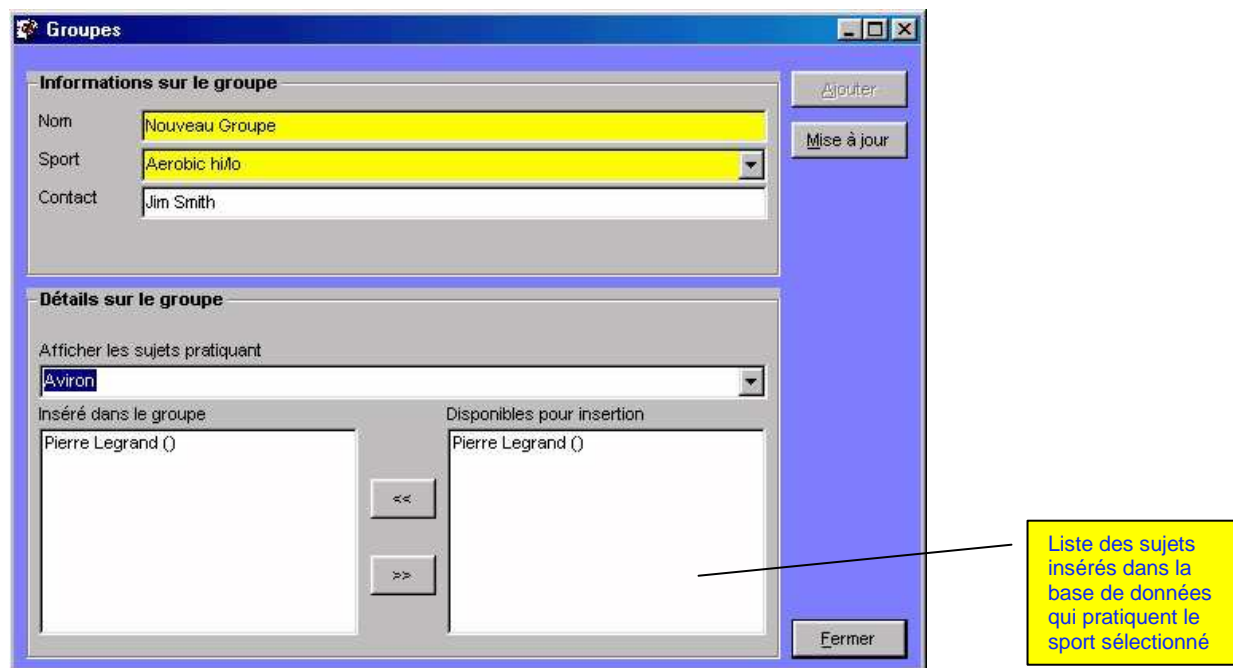 Groupes
Informations sur le groupe
Ajouter
Nom
Nouveau Groupe
Mise à jour
Sport
Aerobic hi/lo
Contact
Jim Smith
Détails sur le groupe
Afficher les sujets pratiquant
Aviron
Inséré dans le groupe
Disponibles pour insertion
Pierre Legrand ()
Pierre Legrand ()
<<
>>
Liste des sujets
insérés dans la
base de données
qui pratiquent le
sport sélectionné
Fermer